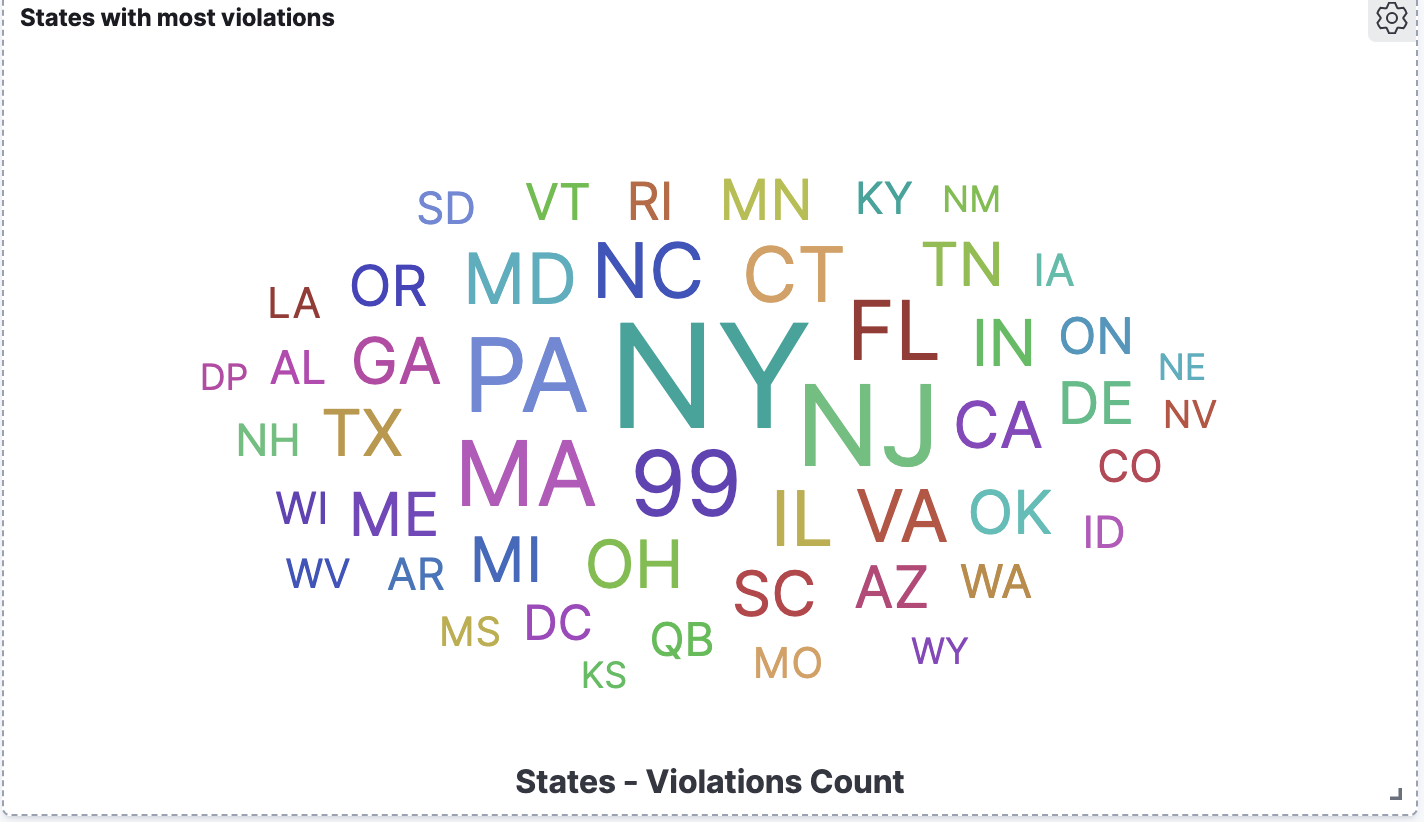 States with most violations
SD VT RI MN KY NM
LA OR MD NC CT TN IA
DP AL GA PA NY FL IN ON NE
NH TX MA 99 NJ CA DE NV
CO
WI ME IL VA OK ID
WV AR MI OH SC AZ WA
MS DC QB MO WY
KS
States - Violations Count